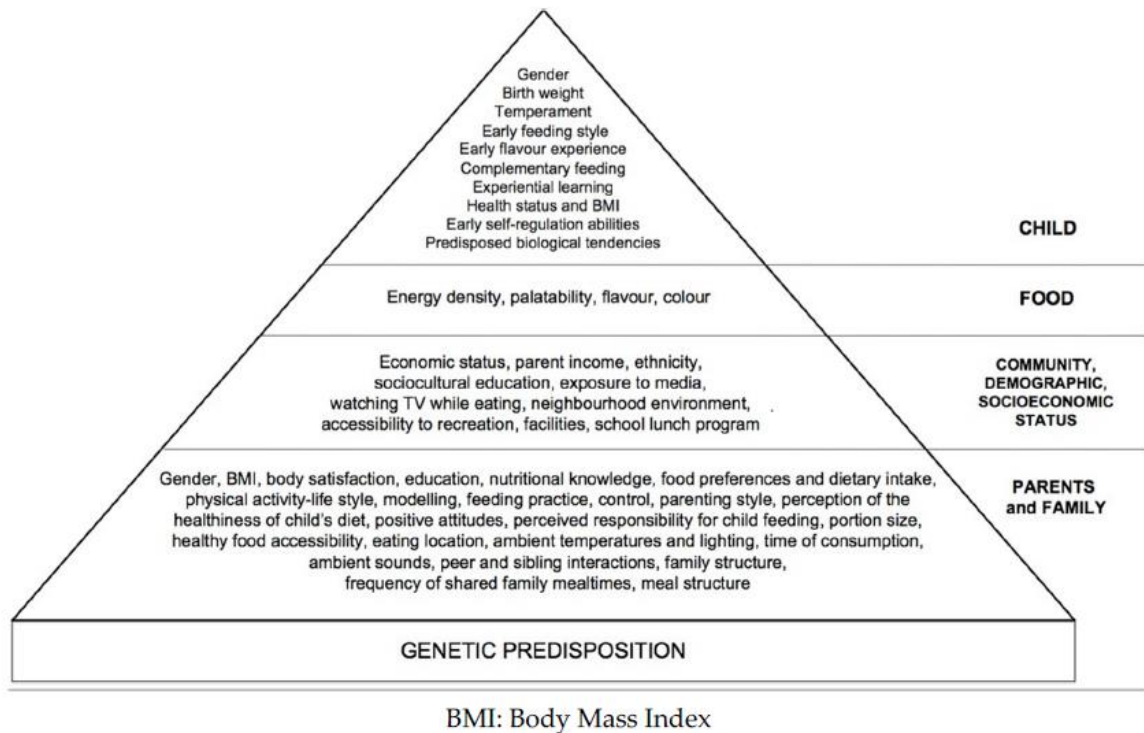 Gender
Birth weight
Temperament
Early feeding style
Early flavour experience
Complementary feeding
Experiential learning
Health status and BMI
Early self-regulation abilities
Predisposed biological tendencies
CHILD
Energy density, palatability, flavour, colour
FOOD
Economic status, parent income, ethnicity,
sociocultural education, exposure to media,
watching TV while eating, neighbourhood environment,
accessibility to recreation, facilities, school lunch program
COMMUNITY,
DEMOGRAPHIC,
SOCIOECONOMIC
STATUS
Gender, BMI, body satisfaction, education, nutritional knowledge, food preferences and dietary intake,
physical activity-life style, modelling, feeding practice, control, parenting style, perception of the
healthiness of child's diet, positive attitudes, perceived responsibility for child feeding, portion size,
healthy food accessibility, eating location, ambient temperatures and lighting, time of consumption,
ambient sounds, peer and sibling interactions, family structure,
frequency of shared family mealtimes, meal structure
PARENTS
and FAMILY
GENETIC PREDISPOSITION
BMI: Body Mass Index